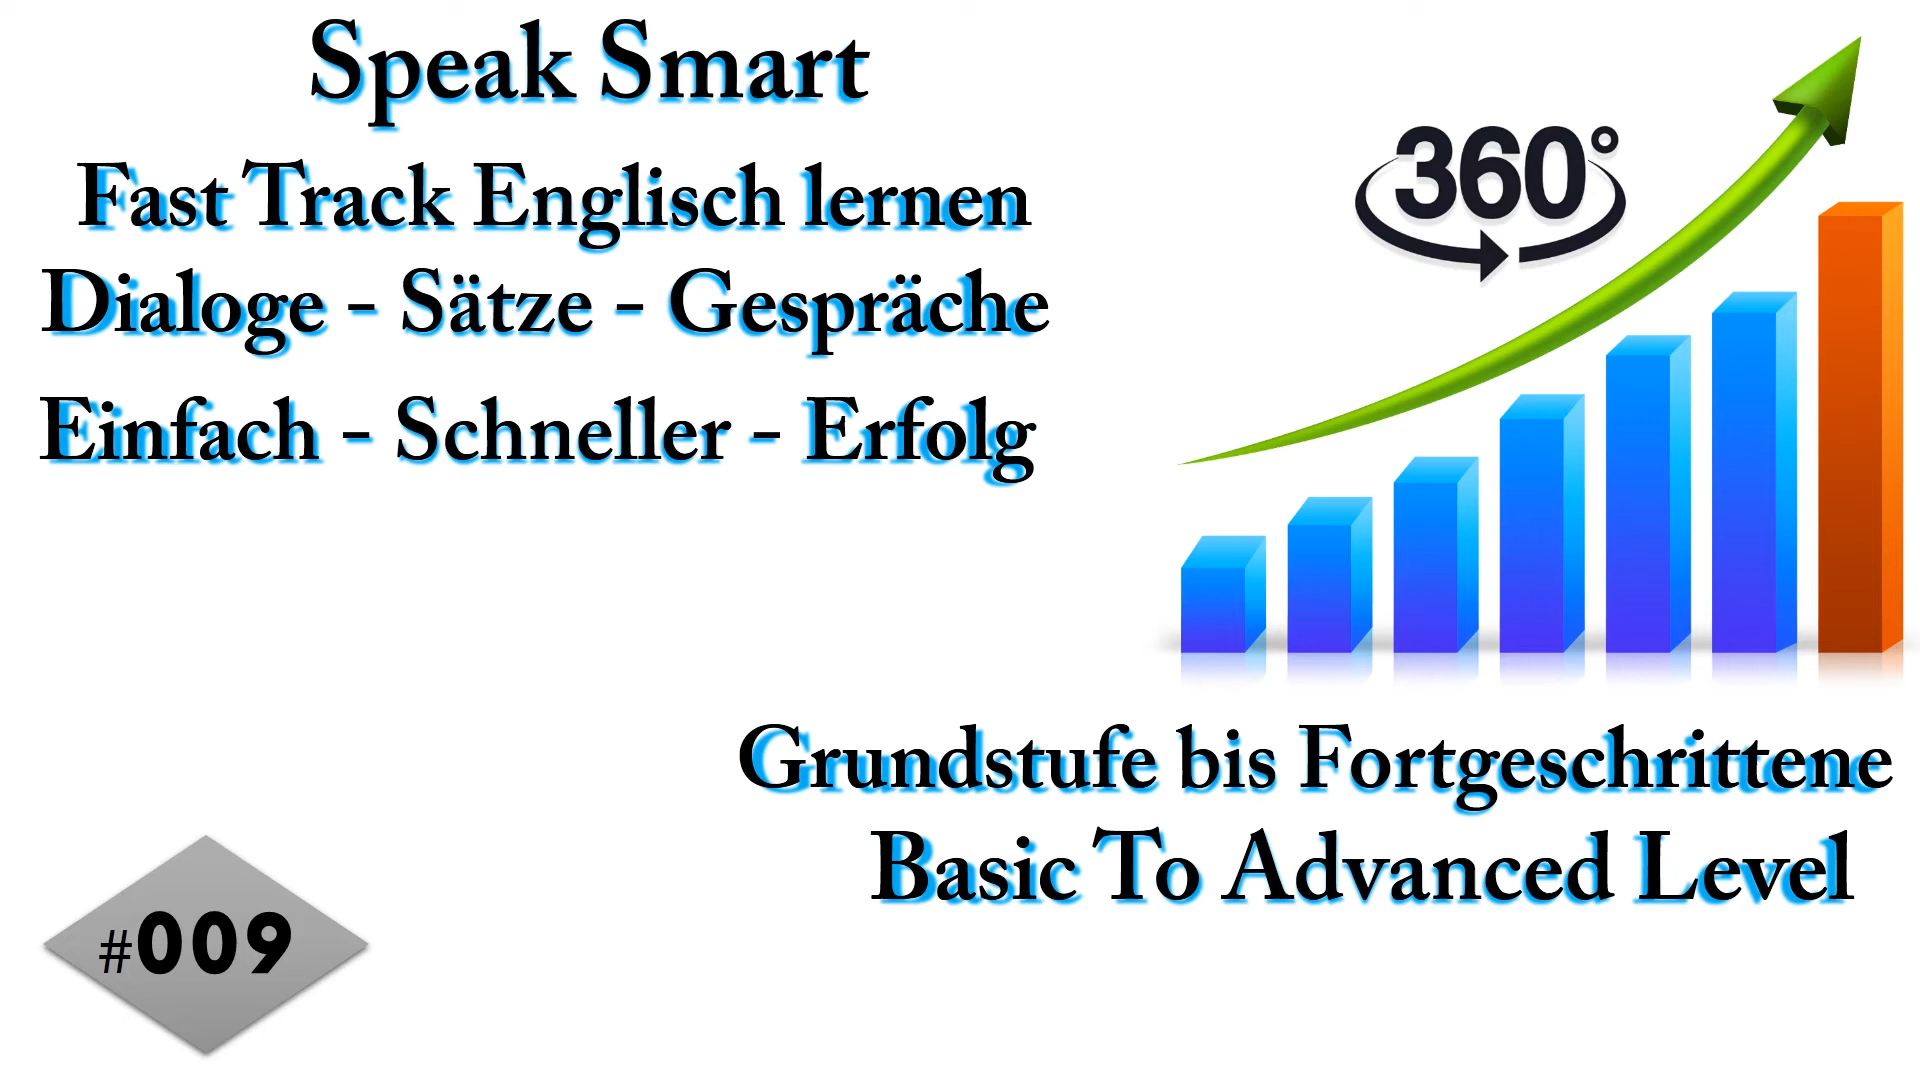 Speak Smart
Fast Track Englisch lernen
Dialoge - Sätze - Gespräche
Einfach - Schneller - Erfolg
360°
Grundstufe bis Fortgeschrittene
Basic To Advanced Level
#009